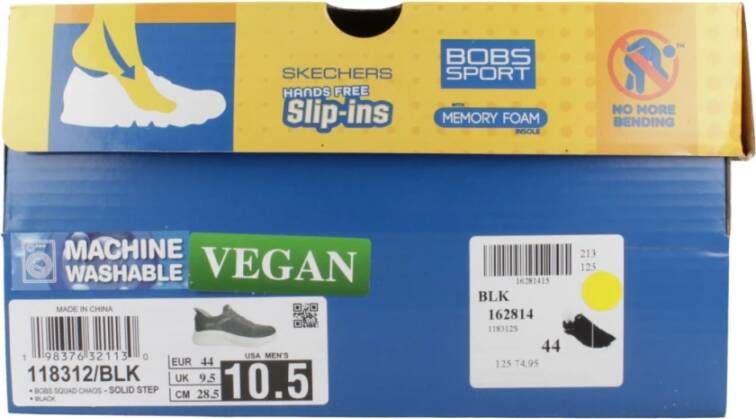 SKECHERS
HANDS FREE
Slip-ins
BOBS
SPORT
MEMORY FOAM
INSOLE
NO MORE
BENDING
TM
MACHINE
WASHABLE
VEGAN
MADE IN CHINA
1 98376 32113 0
118312/BLK
• BOBS SQUAD CHAOS - SOLID STEP
• BLACK
EUR 44
UK 9.5
CM 28.5
USA MEN'S
10.5
16281415
213
125
BLK
162814
118312S
44
125 74,95